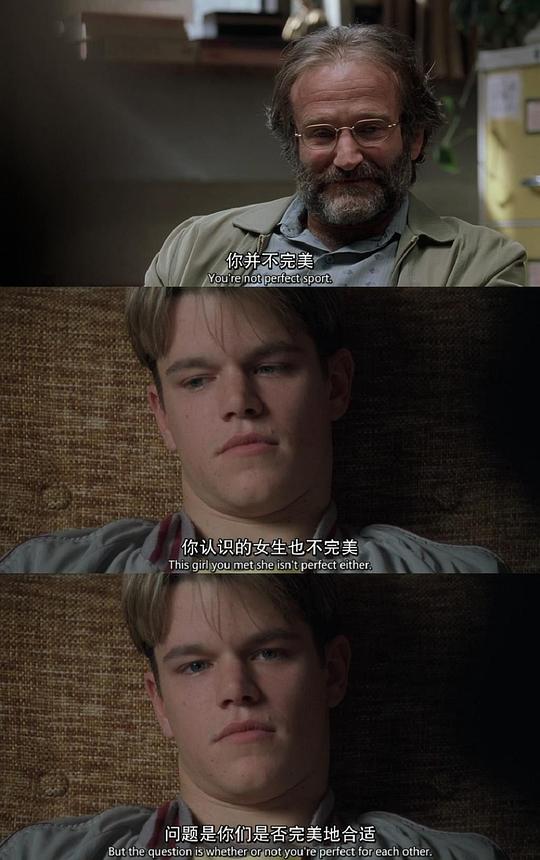 你并不完美
You're not perfect sport.
你认识的女生也不完美
This girl you met she isn't perfect either.
问题是你们是否完美地合适
But the question is whether or not you're perfect for each other.